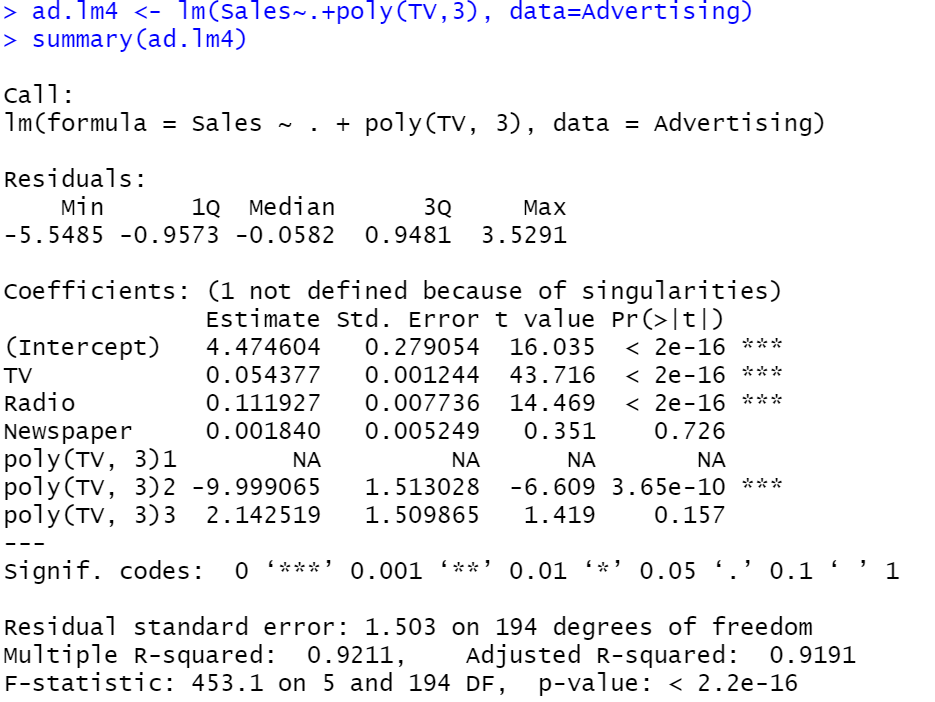 > ad.lm4 <- lm(Sales~.+poly(TV,3), data=Advertising)
> summary(ad.lm4)
Call:
lm(formula = Sales ~ . + poly(TV, 3), data = Advertising)
Residuals:
    Min      1Q  Median      3Q     Max
-5.5485 -0.9573 -0.0582  0.9481  3.5291
Coefficients: (1 not defined because of singularities)
              Estimate Std. Error t value Pr(>|t|)
(Intercept)   4.474604   0.279054  16.035  < 2e-16 ***
TV            0.054377   0.001244  43.716  < 2e-16 ***
Radio         0.111927   0.007736  14.469  < 2e-16 ***
Newspaper     0.001840   0.005249   0.351    0.726
poly(TV, 3)1        NA         NA      NA       NA
poly(TV, 3)2 -9.999065   1.513028  -6.609 3.65e-10 ***
poly(TV, 3)3  2.142519   1.509865   1.419    0.157
---
Signif. codes:  0 ‘***’ 0.001 ‘**’ 0.01 ‘*’ 0.05 ‘.’ 0.1 ‘ ’ 1
Residual standard error: 1.503 on 194 degrees of freedom
Multiple R-squared:  0.9211,    Adjusted R-squared:  0.9191
F-statistic: 453.1 on 5 and 194 DF,  p-value: < 2.2e-16